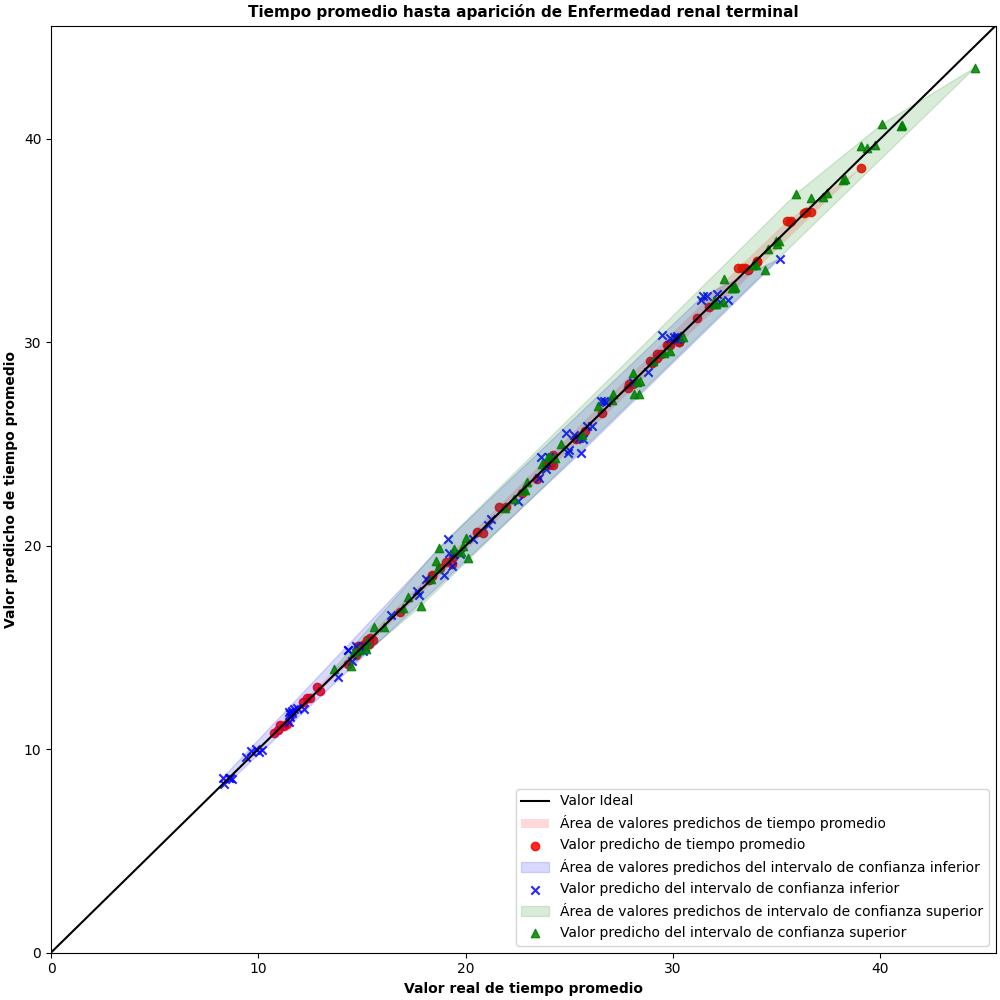 Tiempo promedio hasta aparición de Enfermedad renal terminal
Valor predicho de tiempo promedio
40
30
20
10
0
0 10 20 30 40
Valor real de tiempo promedio
Valor Ideal
Área de valores predichos de tiempo promedio
Valor predicho de tiempo promedio
Área de valores predichos del intervalo de confianza inferior
Valor predicho del intervalo de confianza inferior
Área de valores predichos de intervalo de confianza superior
Valor predicho del intervalo de confianza superior